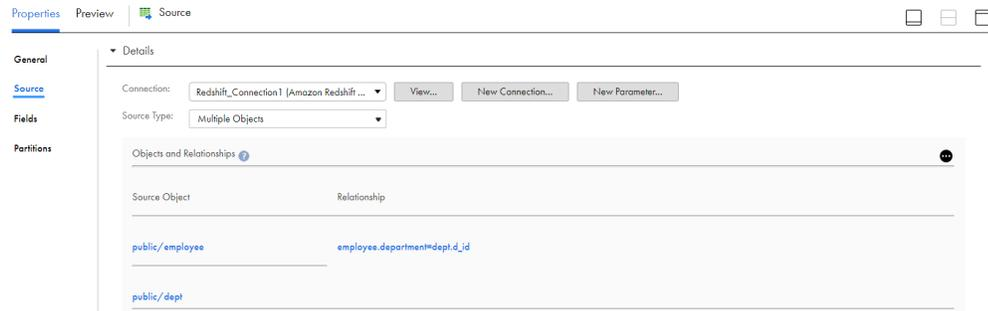 Properties Preview Source
General
Source
Fields
Partitions
Details
Connection: Redshift_Connection1 (Amazon Redshift ... View... New Connection... New Parameter...
Source Type: Multiple Objects
Objects and Relationships ?
Source Object Relationship
public/employee employee.department=dept.d_id
public/dept